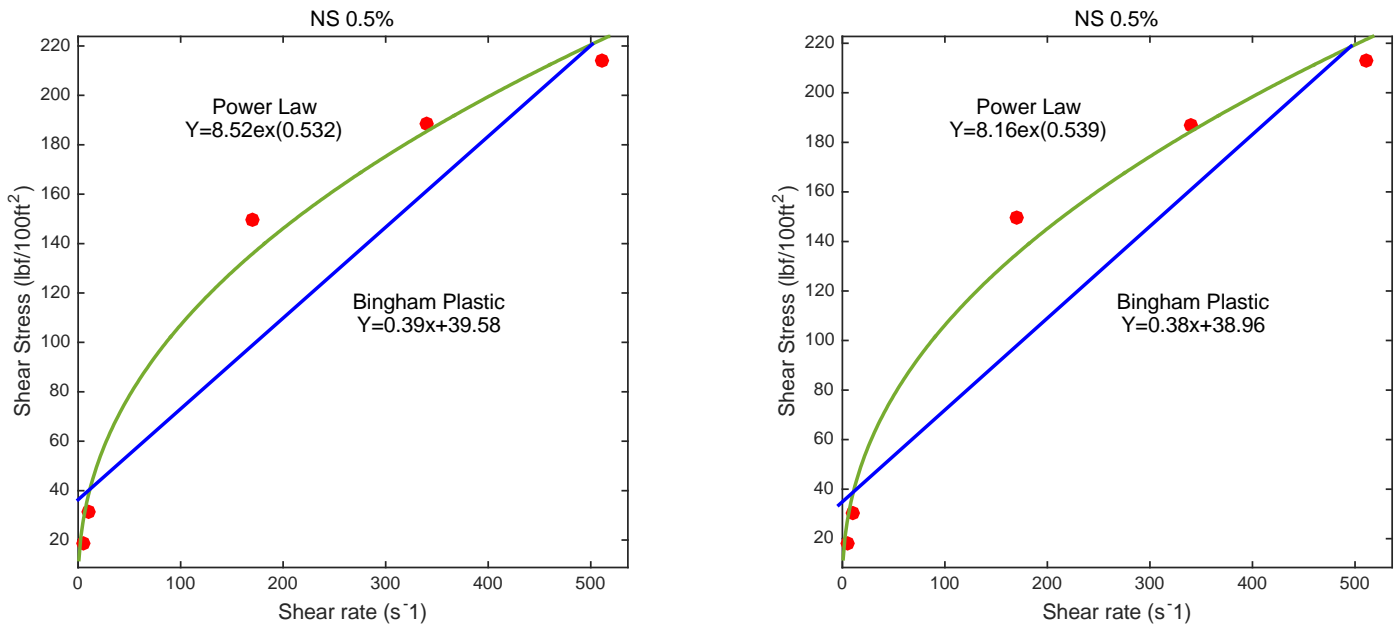 NS 0.5%
220
200
180
160
140
120
100
80
60
40
20
Shear Stress (lbf/100ft²)
Power Law
Y=8.52ex(0.532)
Bingham Plastic
Y=0.39x+39.58
0 100 200 300 400 500
Shear rate (s⁻1)
NS 0.5%
220
200
180
160
140
120
100
80
60
40
20
Shear Stress (lbf/100ft²)
Power Law
Y=8.16ex(0.539)
Bingham Plastic
Y=0.38x+38.96
0 100 200 300 400 500
Shear rate (s⁻1)